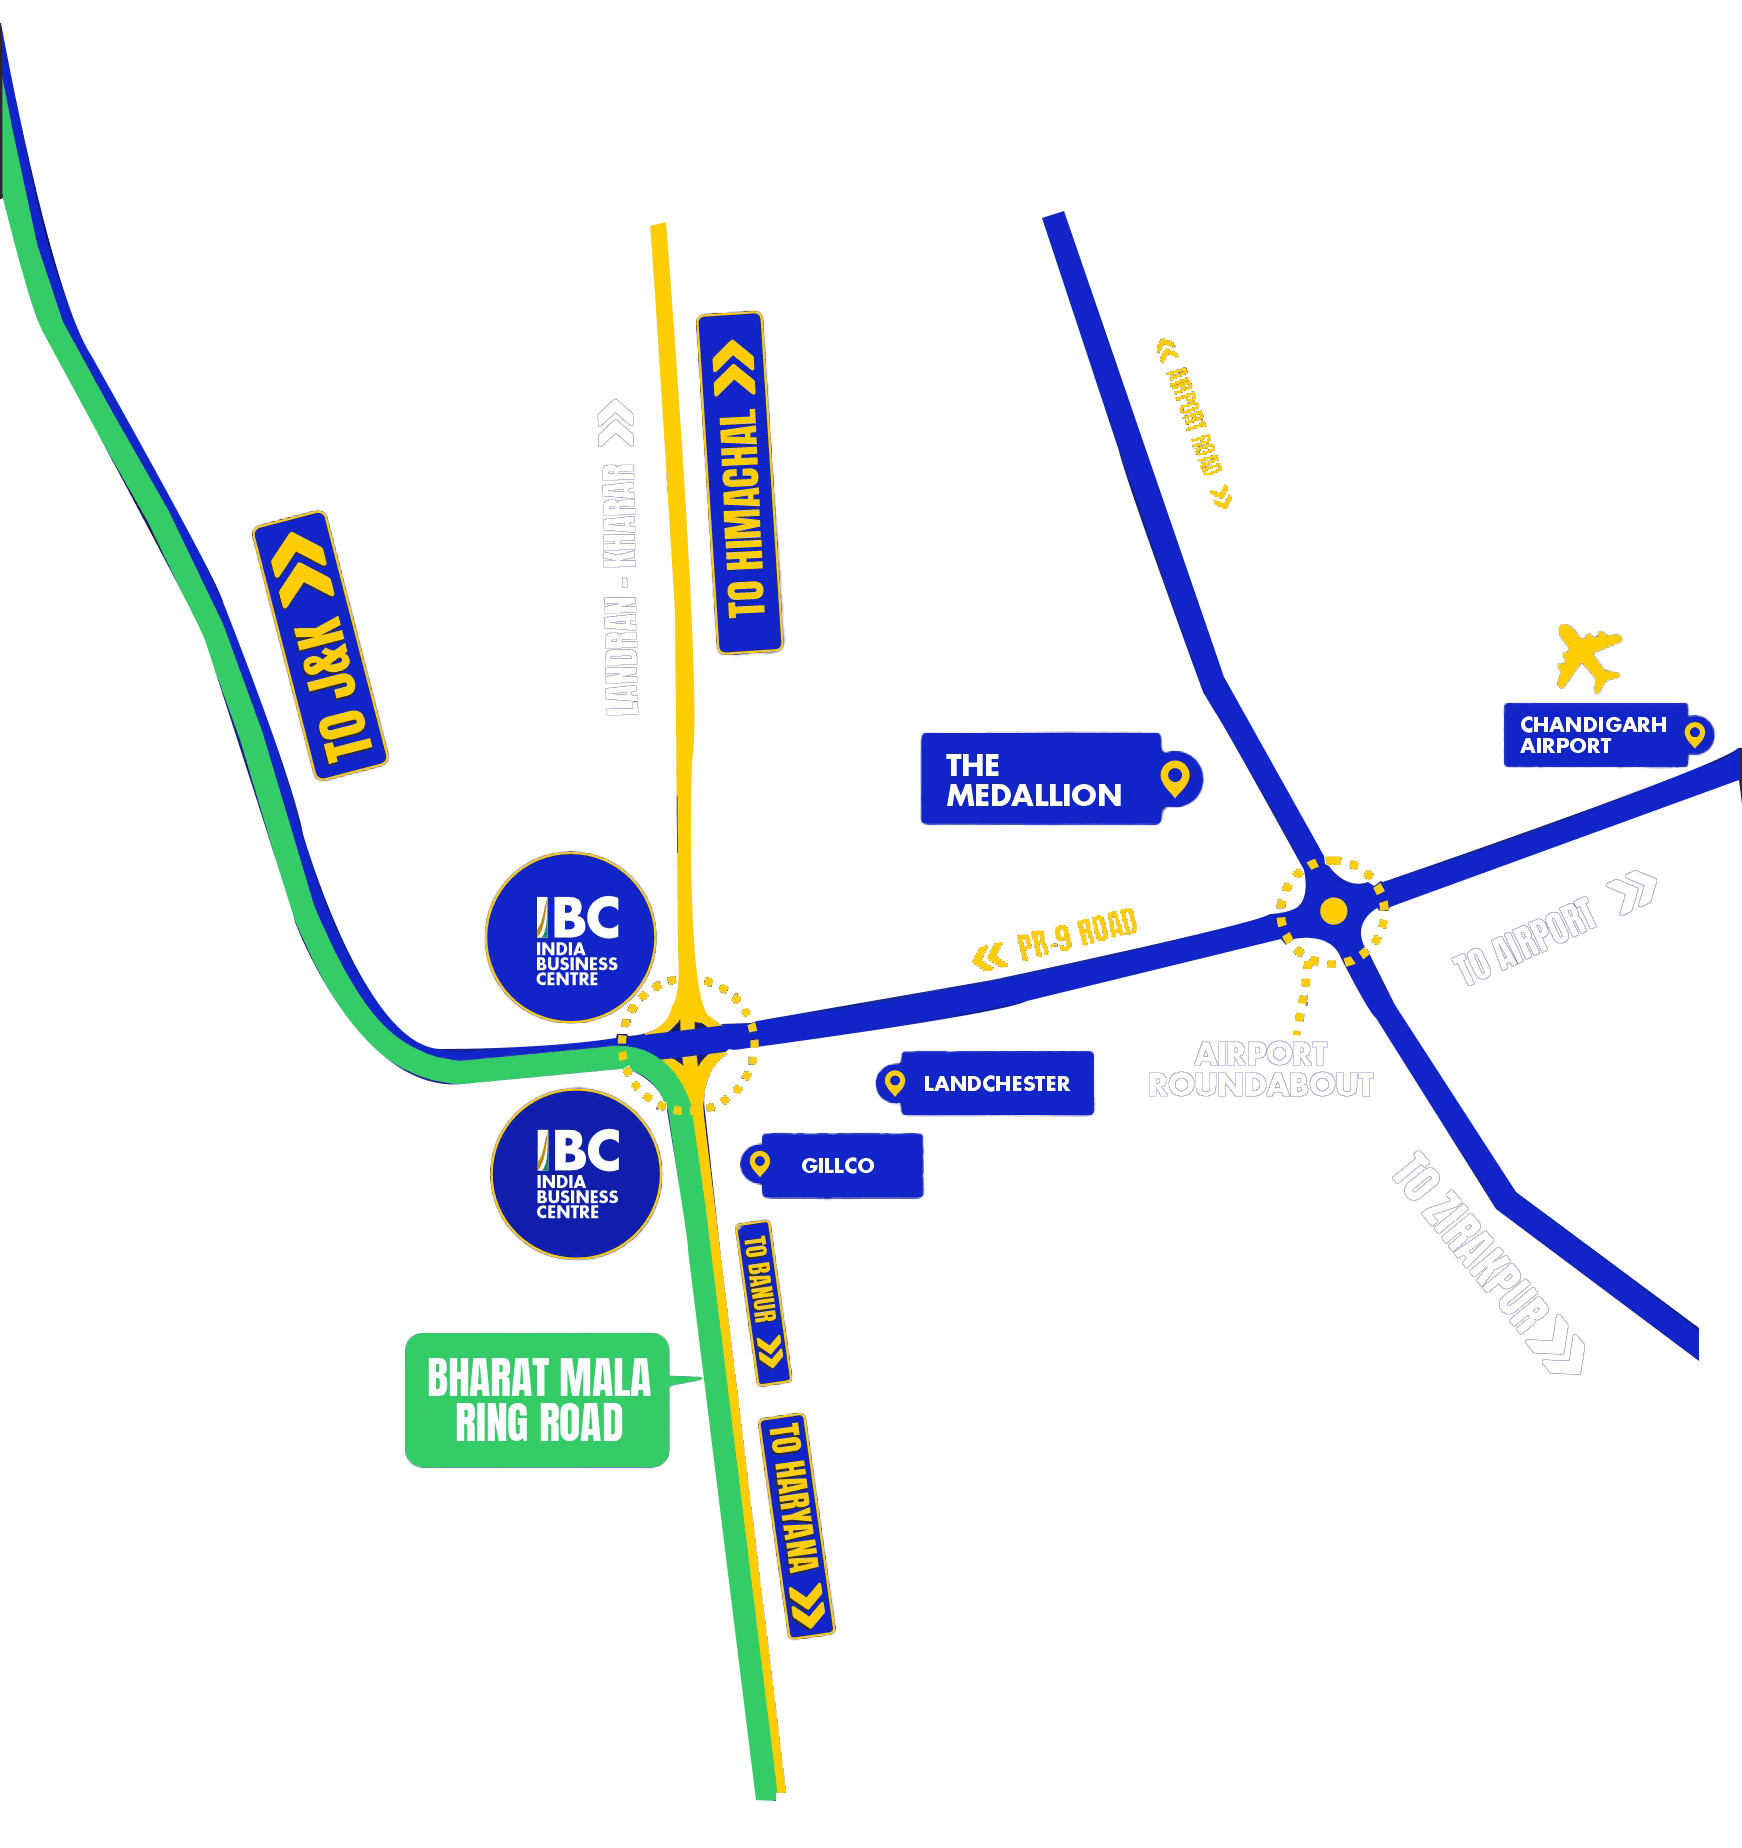 AIRPORT ROAD
TO HIMACHAL
LANDRAN - KHARAR
TO J&K
CHANDIGARH
AIRPORT
THE
MEDALLION
IBC
INDIA
BUSINESS
CENTRE
PR-9 ROAD
TO AIRPORT
AIRPORT
ROUNDABOUT
LANDCHESTER
GILLCO
IBC
INDIA
BUSINESS
CENTRE
TO ZIRAKPUR
TO BANUR
BHARAT MALA
RING ROAD
TO HARYANA